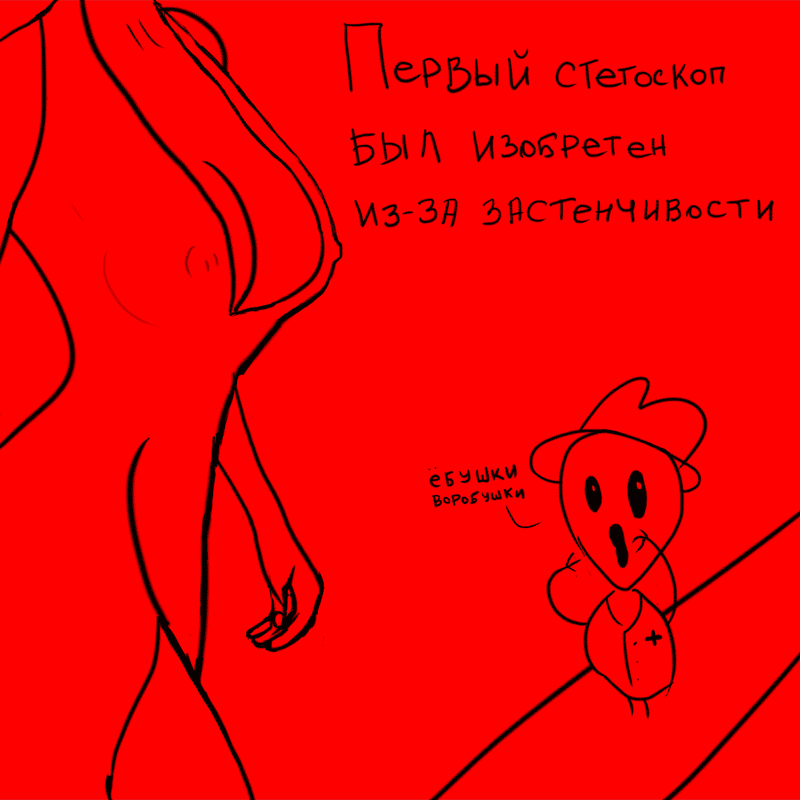 Первый стетоскоп
был изобретен
из-за застенчивости
ёбушки
воробушки